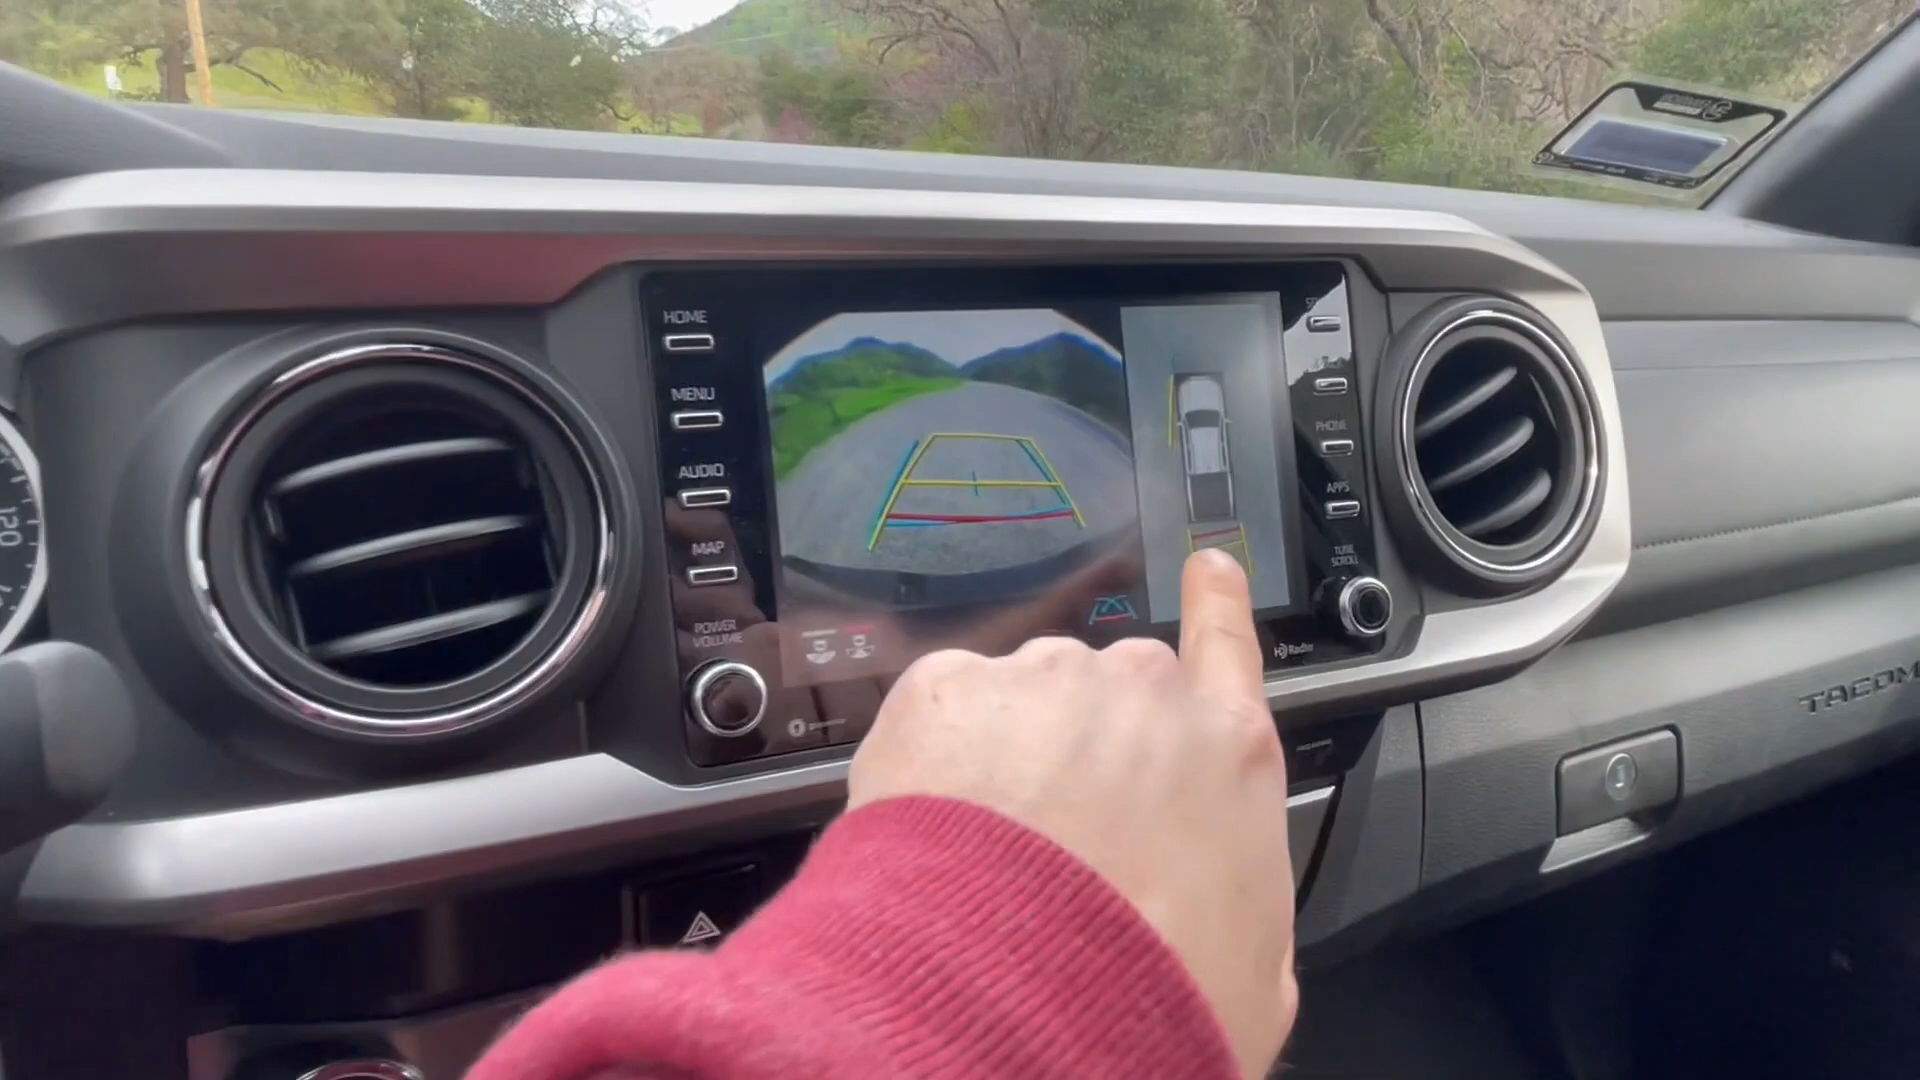 HOME
MENU
AUDIO
MAP
POWER
VOLUME
PHONE
APPS
TUNE
SCROLL
HD Radio
TACOM
120